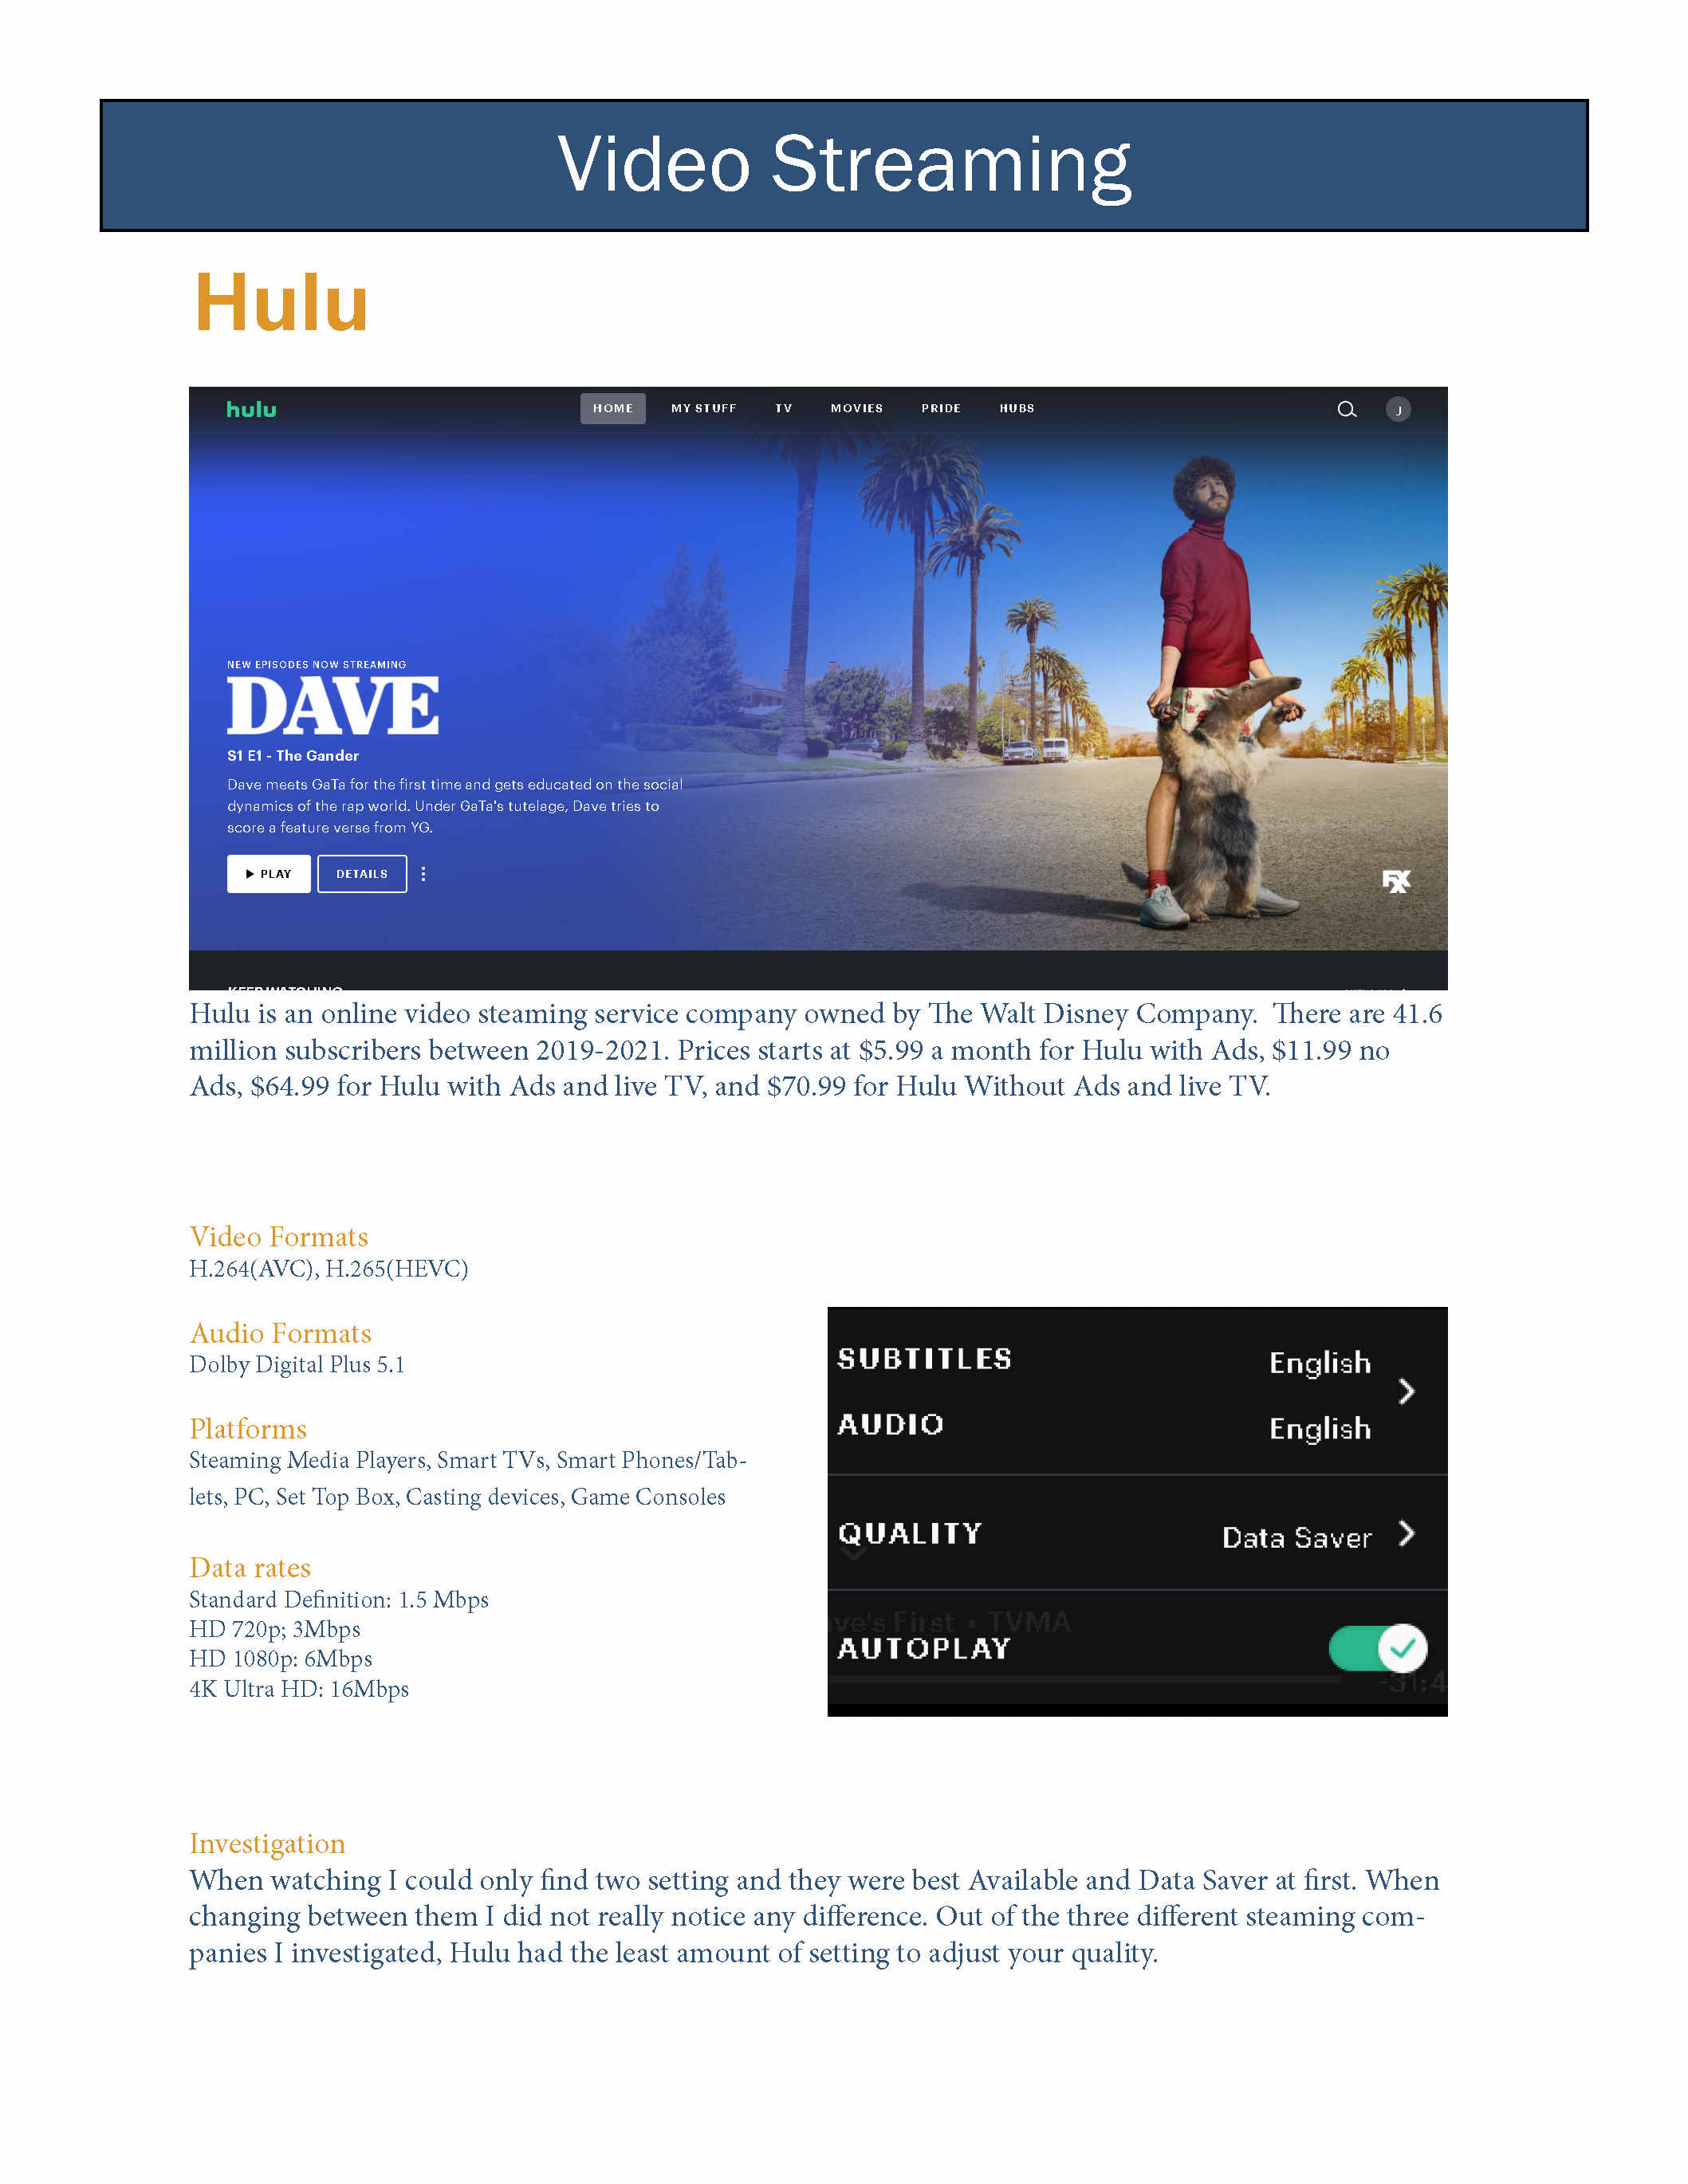 Video Streaming
Hulu
hulu
HOME MY STUFF TV MOVIES PRIDE HUBS
J
NEW EPISODES NOW STREAMING
DAVE
S1 E1 - The Gander
Dave meets GaTa for the first time and gets educated on the social
dynamics of the rap world. Under GaTa's tutelage, Dave tries to
score a feature verse from YG.
PLAY DETAILS
FXX
KEEP WATCHING
Hulu is an online video steaming service company owned by The Walt Disney Company.  There are 41.6
million subscribers between 2019-2021. Prices starts at $5.99 a month for Hulu with Ads, $11.99 no
Ads, $64.99 for Hulu with Ads and live TV, and $70.99 for Hulu Without Ads and live TV.
Video Formats
H.264(AVC), H.265(HEVC)
Audio Formats
Dolby Digital Plus 5.1
Platforms
Steaming Media Players, Smart TVs, Smart Phones/Tab-
lets, PC, Set Top Box, Casting devices, Game Consoles
Data rates
Standard Definition: 1.5 Mbps
HD 720p; 3Mbps
HD 1080p: 6Mbps
4K Ultra HD: 16Mbps
SUBTITLES English
AUDIO English
QUALITY Data Saver
ve's First • TVMA
AUTOPLAY
-31:4
Investigation
When watching I could only find two setting and they were best Available and Data Saver at first. When
changing between them I did not really notice any difference. Out of the three different steaming com-
panies I investigated, Hulu had the least amount of setting to adjust your quality.